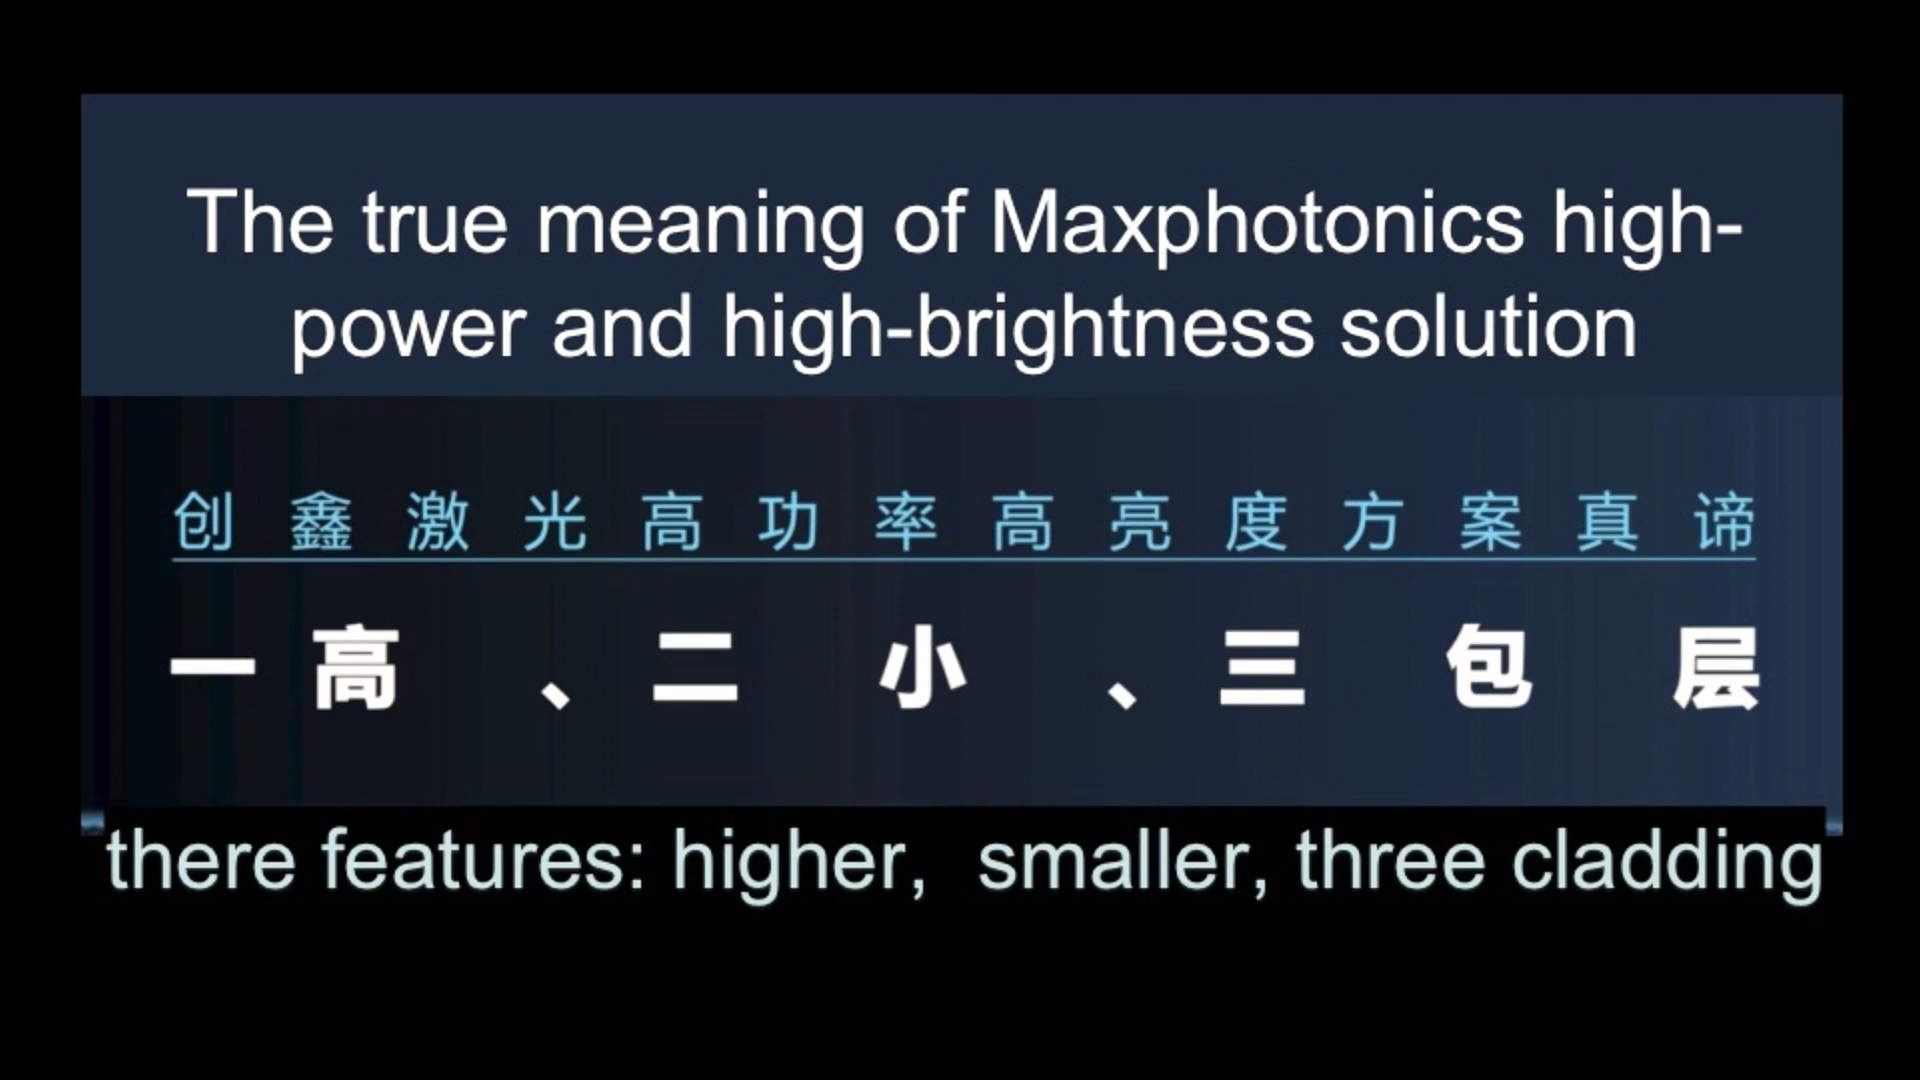 The true meaning of Maxphotonics high-
power and high-brightness solution
创鑫激光高功率高亮度方案真谛
一高、二小、三包层
there features: higher, smaller, three cladding